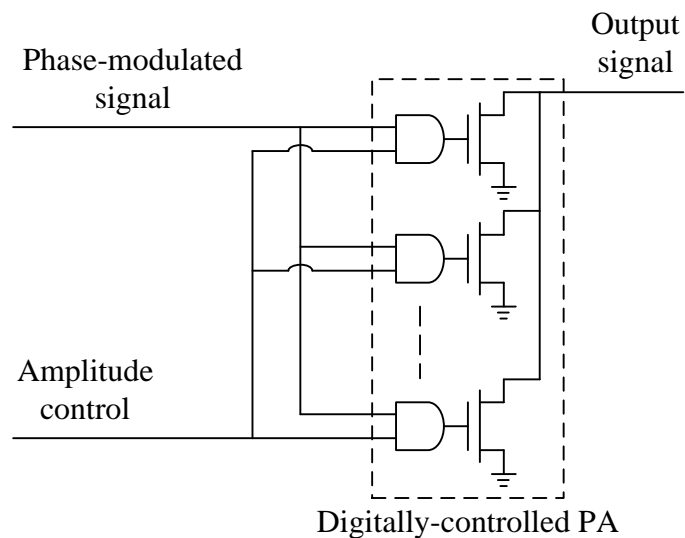 Output
signal
Phase-modulated
signal
Amplitude
control
Digitally-controlled PA